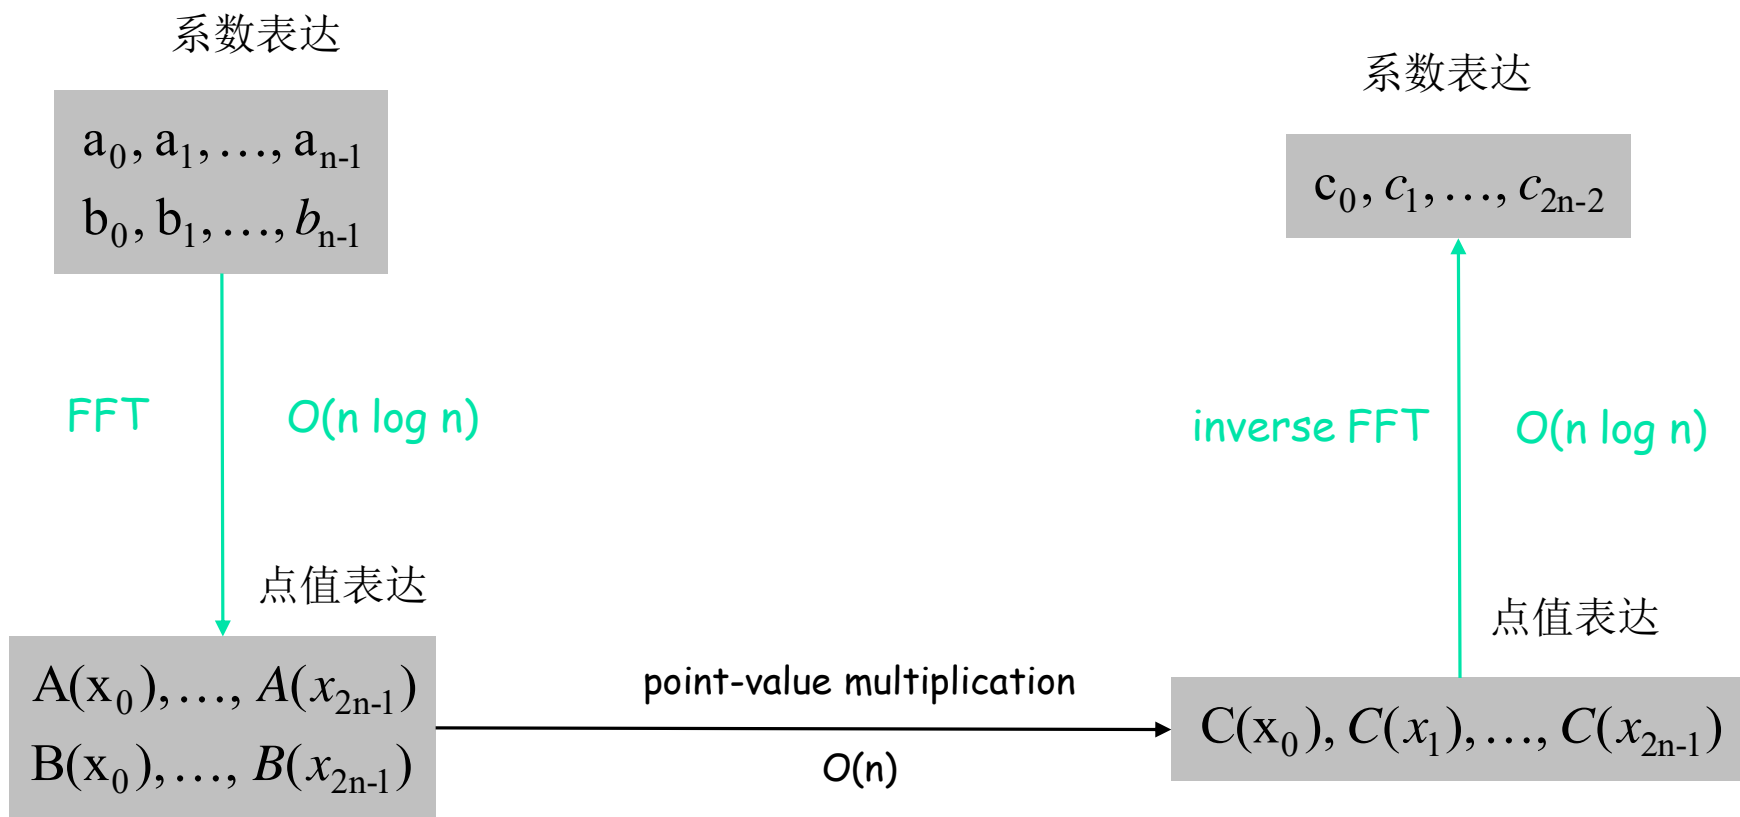 系数表达
a₀, a₁, …, aₙ₋₁
b₀, b₁, …, bₙ₋₁
FFT
O(n log n)
点值表达
A(x₀), …, A(x₂ₙ₋₁)
B(x₀), …, B(x₂ₙ₋₁)
point-value multiplication
O(n)
系数表达
c₀, c₁, …, c₂ₙ₋₂
inverse FFT
O(n log n)
点值表达
C(x₀), C(x₁), …, C(x₂ₙ₋₁)